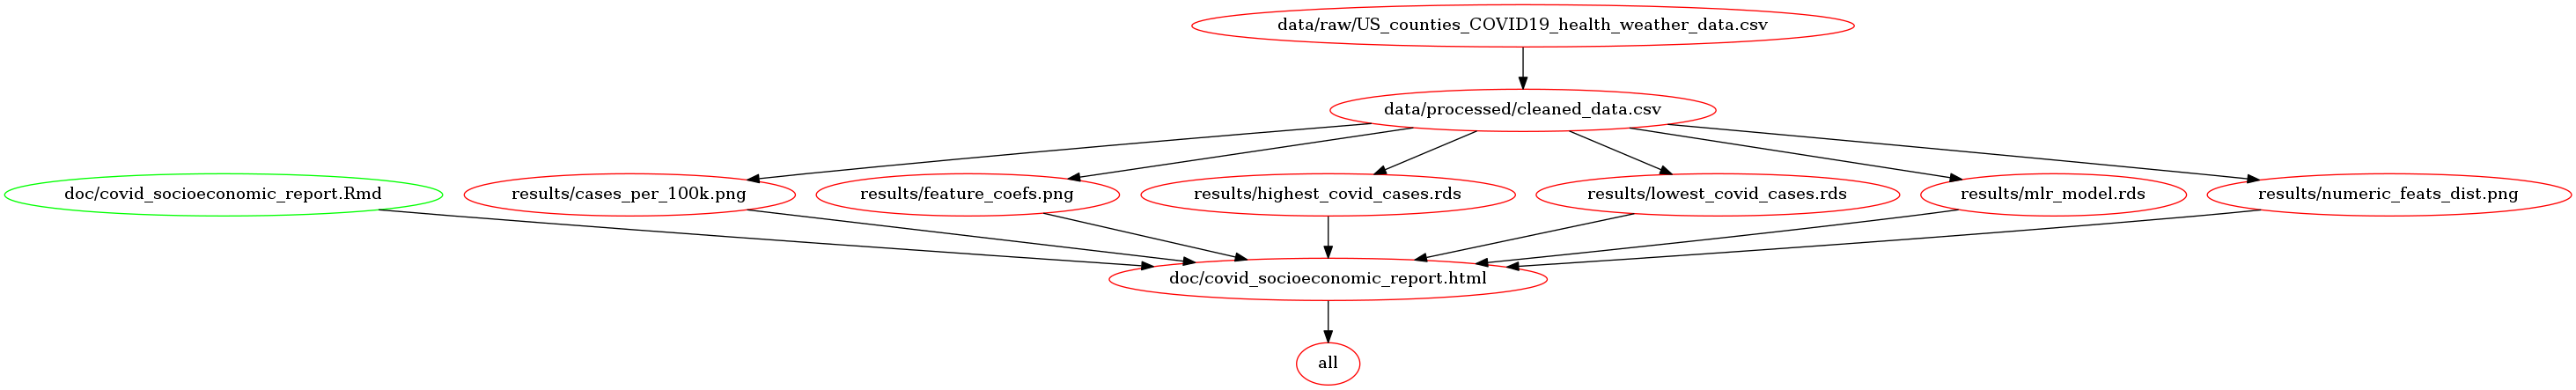 data/raw/US_counties_COVID19_health_weather_data.csv
data/processed/cleaned_data.csv
doc/covid_socioeconomic_report.Rmd
results/cases_per_100k.png
results/feature_coefs.png
results/highest_covid_cases.rds
results/lowest_covid_cases.rds
results/mlr_model.rds
results/numeric_feats_dist.png
doc/covid_socioeconomic_report.html
all